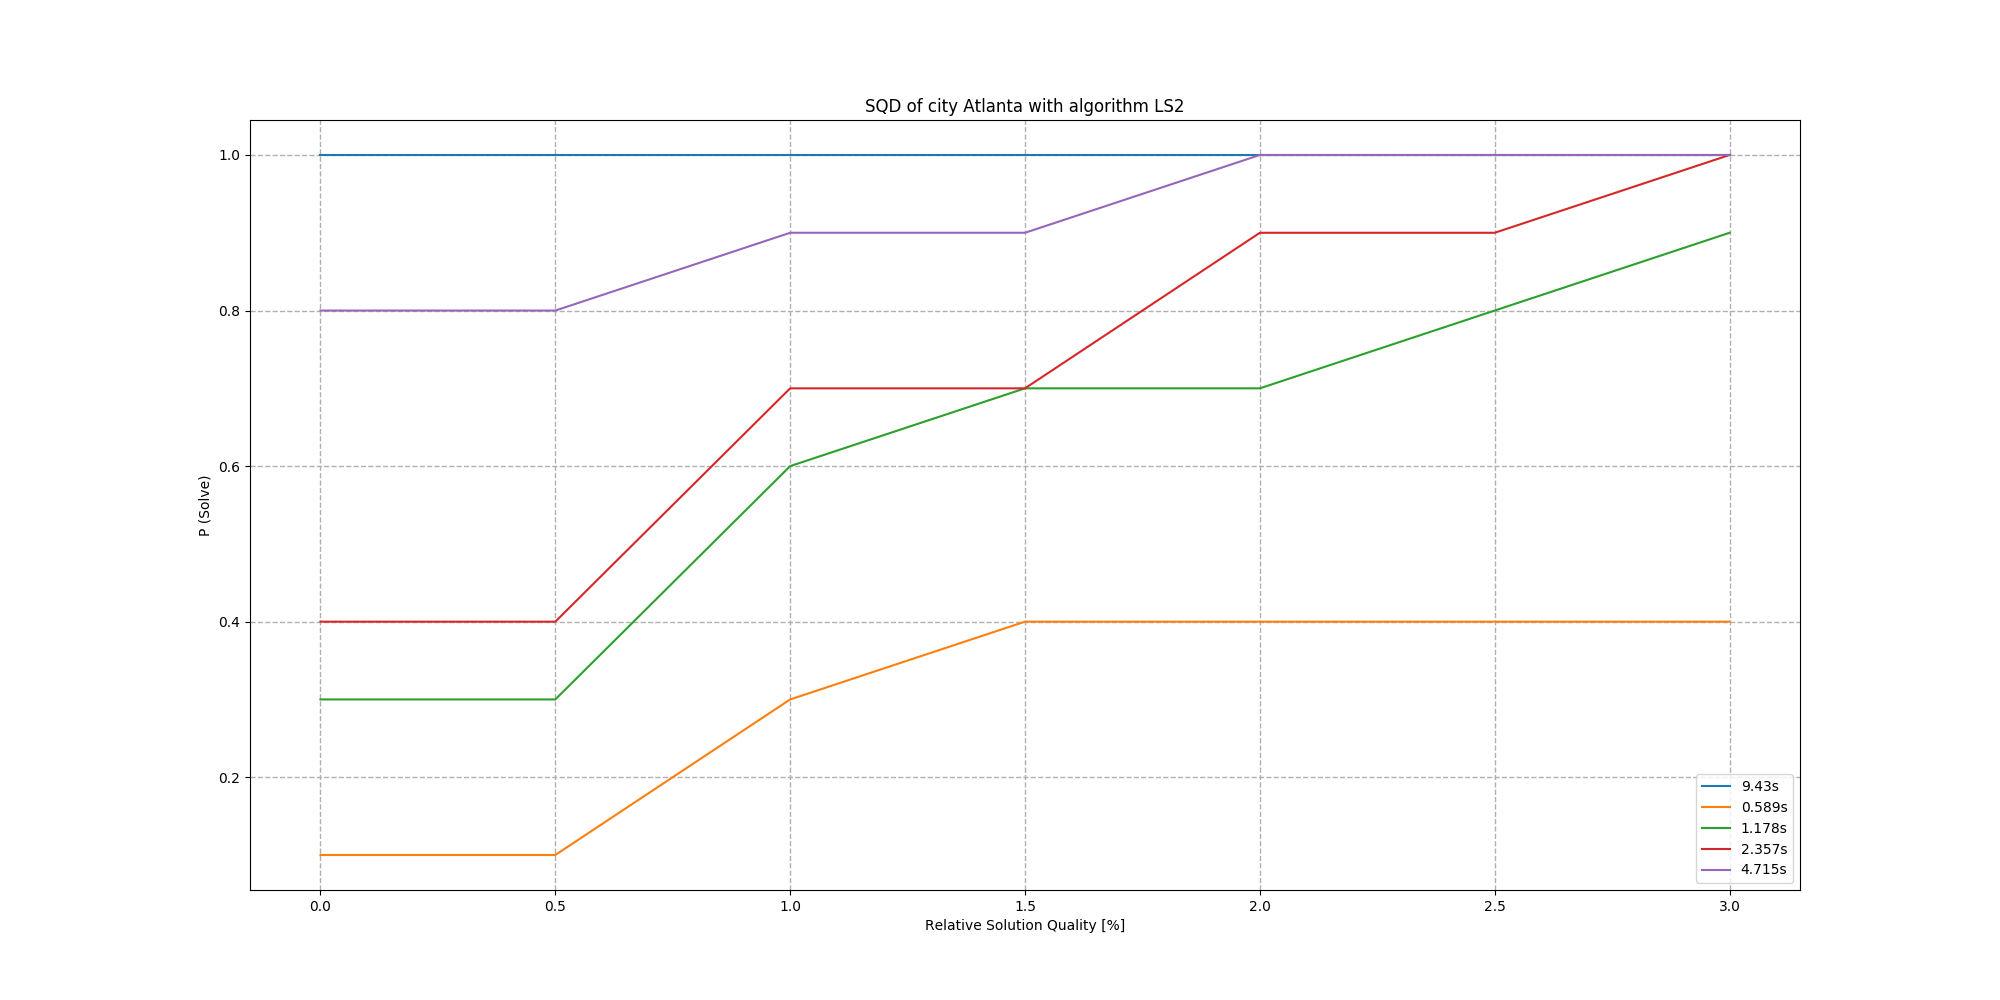 SQD of city Atlanta with algorithm LS2
1.0
0.8
0.6
0.4
0.2
P (Solve)
0.0 0.5 1.0 1.5 2.0 2.5 3.0
Relative Solution Quality [%]
9.43s
0.589s
1.178s
2.357s
4.715s